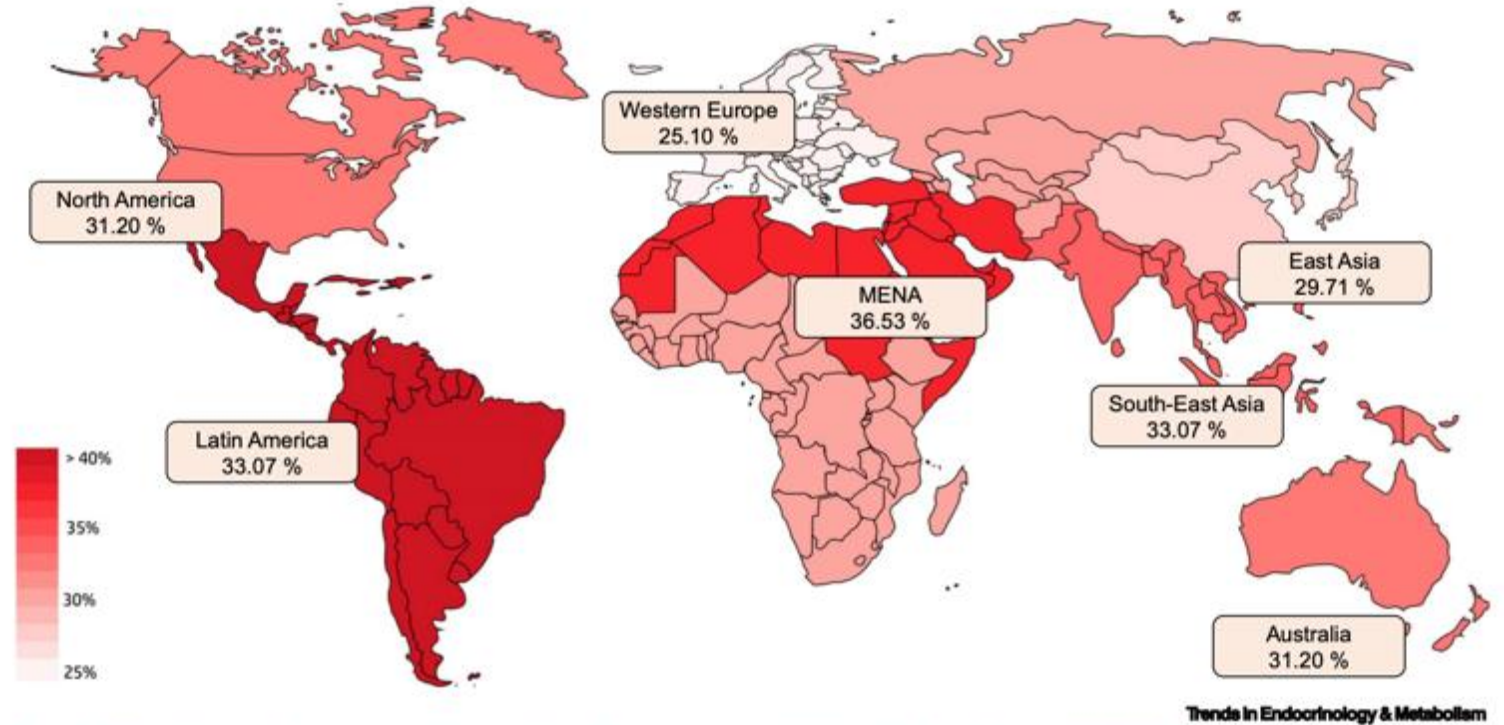 Western Europe
25.10 %
North America
31.20 %
East Asia
29.71 %
MENA
36.53 %
South-East Asia
33.07 %
Latin America
33.07 %
> 40%
35%
30%
25%
Australia
31.20 %
Trends in Endocrinology & Metabolism